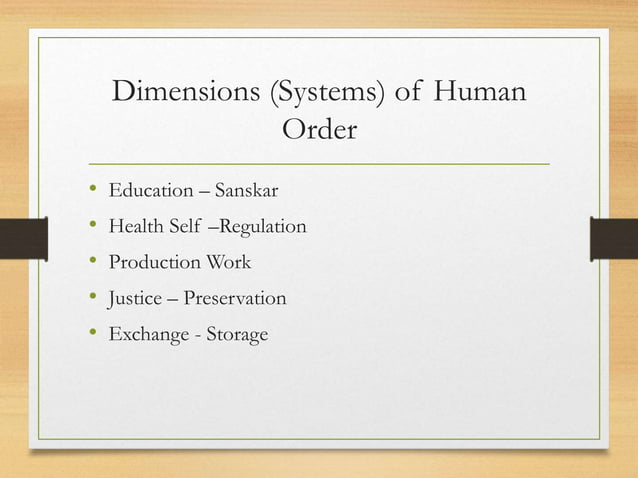 Dimensions (Systems) of Human
Order
• Education – Sanskar
• Health Self –Regulation
• Production Work
• Justice – Preservation
• Exchange - Storage